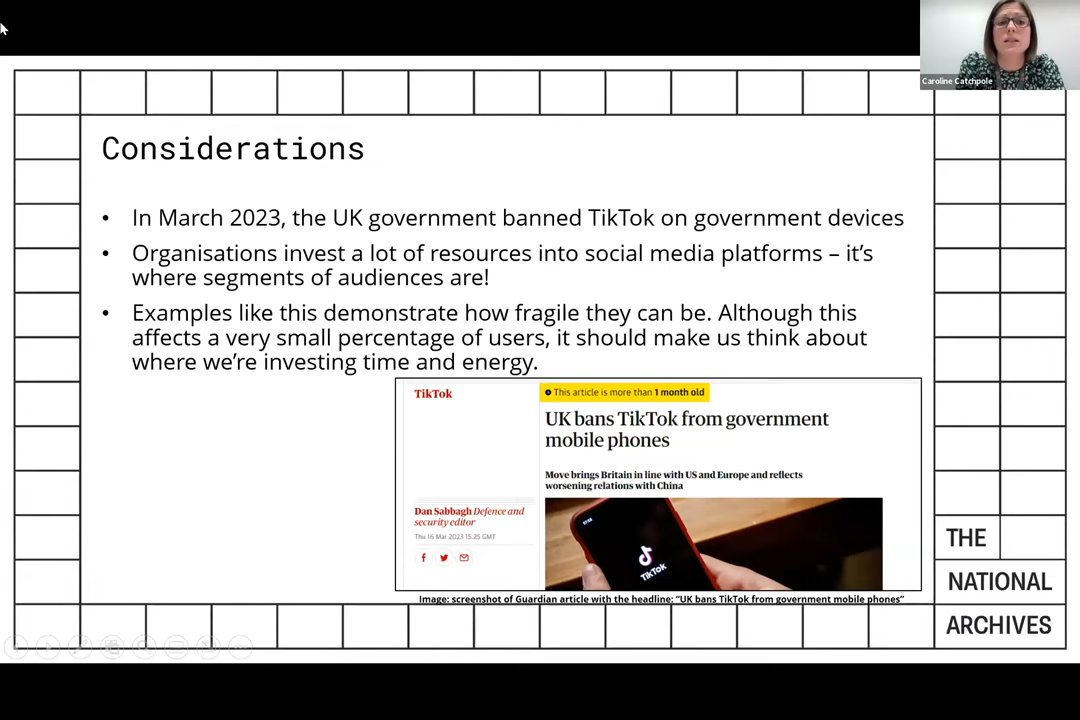 Caroline Catchpole
Considerations
• In March 2023, the UK government banned TikTok on government devices
• Organisations invest a lot of resources into social media platforms – it’s
where segments of audiences are!
• Examples like this demonstrate how fragile they can be. Although this
affects a very small percentage of users, it should make us think about
where we’re investing time and energy.
TikTok
This article is more than 1 month old
UK bans TikTok from government
mobile phones
Move brings Britain in line with US and Europe and reflects
worsening relations with China
Dan Sabbagh Defence and
security editor
Thu 16 Mar 2023 15.25 GMT
TikTok
Image: screenshot of Guardian article with the headline: “UK bans TikTok from government mobile phones”
THE
NATIONAL
ARCHIVES